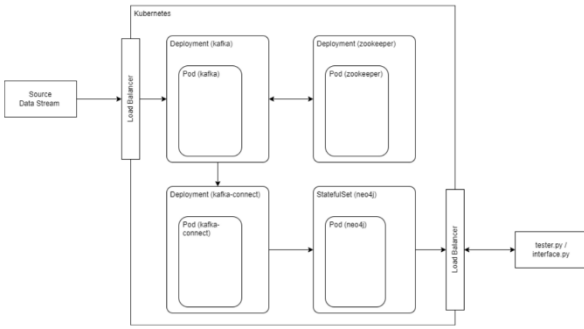 Kubernetes
Deployment (kafka)
Pod (kafka)
Deployment (zookeeper)
Pod (zookeeper)
Source
Data Stream
Load Balancer
Deployment (kafka-connect)
Pod (kafka-
connect)
StatefulSet (neo4j)
Pod (neo4j)
Load Balancer
tester.py /
interface.py